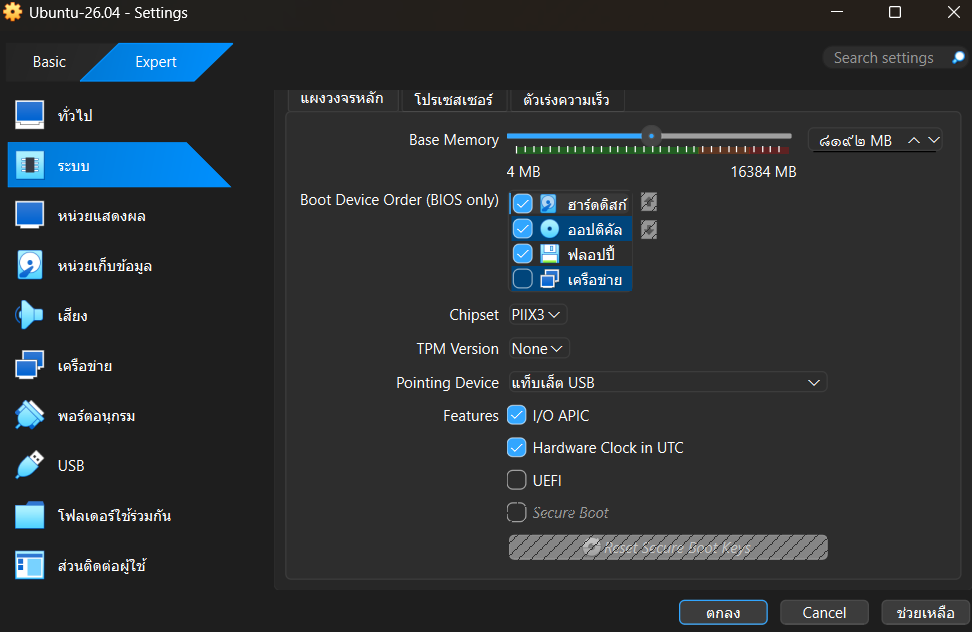 Ubuntu-26.04 - Settings
Basic
Expert
Search settings
ทั่วไป
ระบบ
หน่วยแสดงผล
หน่วยเก็บข้อมูล
เสียง
เครือข่าย
พอร์ตอนุกรม
USB
โฟลเดอร์ใช้ร่วมกัน
ส่วนติดต่อผู้ใช้
แผงวงจรหลัก
โปรเซสเซอร์
ตัวเร่งความเร็ว
Base Memory
๘๑๙๒ MB
4 MB
16384 MB
Boot Device Order (BIOS only)
ฮาร์ดดิสก์
ออปติคัล
ฟลอปปี้
เครือข่าย
Chipset
PIIX3
TPM Version
None
Pointing Device
แท็บเล็ต USB
Features
I/O APIC
Hardware Clock in UTC
UEFI
Secure Boot
Reset Secure Boot Keys
ตกลง
Cancel
ช่วยเหลือ